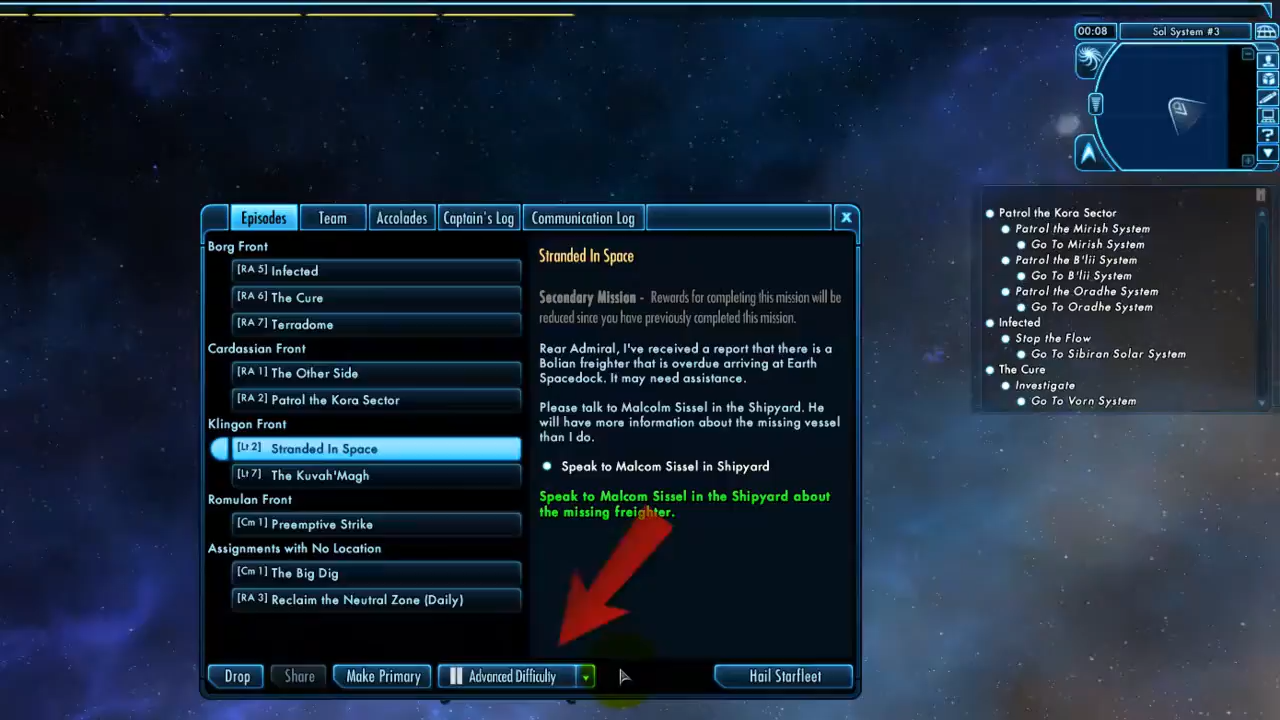 00:08
Sol System #3
Patrol the Kora Sector
Patrol the Mirish System
Go To Mirish System
Patrol the B'lii System
Go To B'lii System
Patrol the Oradhe System
Go To Oradhe System
Infected
Stop the Flow
Go To Sibiran Solar System
The Cure
Investigate
Go To Vorn System
Episodes
Team
Accolades
Captain's Log
Communication Log
X
Borg Front
[RA 5] Infected
[RA 6] The Cure
[RA 7] Terradome
Cardassian Front
[RA 1] The Other Side
[RA 2] Patrol the Kora Sector
Klingon Front
[Lt 2] Stranded In Space
[Lt 7] The Kuvah'Magh
Romulan Front
[Cm 1] Preemptive Strike
Assignments with No Location
[Cm 1] The Big Dig
[RA 3] Reclaim the Neutral Zone (Daily)
Stranded In Space
Secondary Mission - Rewards for completing this mission will be
reduced since you have previously completed this mission.
Rear Admiral, I've received a report that there is a
Bolian freighter that is overdue arriving at Earth
Spacedock. It may need assistance.
Please talk to Malcolm Sissel in the Shipyard. He
will have more information about the missing vessel
than I do.
Speak to Malcom Sissel in Shipyard
Speak to Malcom Sissel in the Shipyard about
the missing freighter.
Drop
Share
Make Primary
Advanced Difficulty
Hail Starfleet